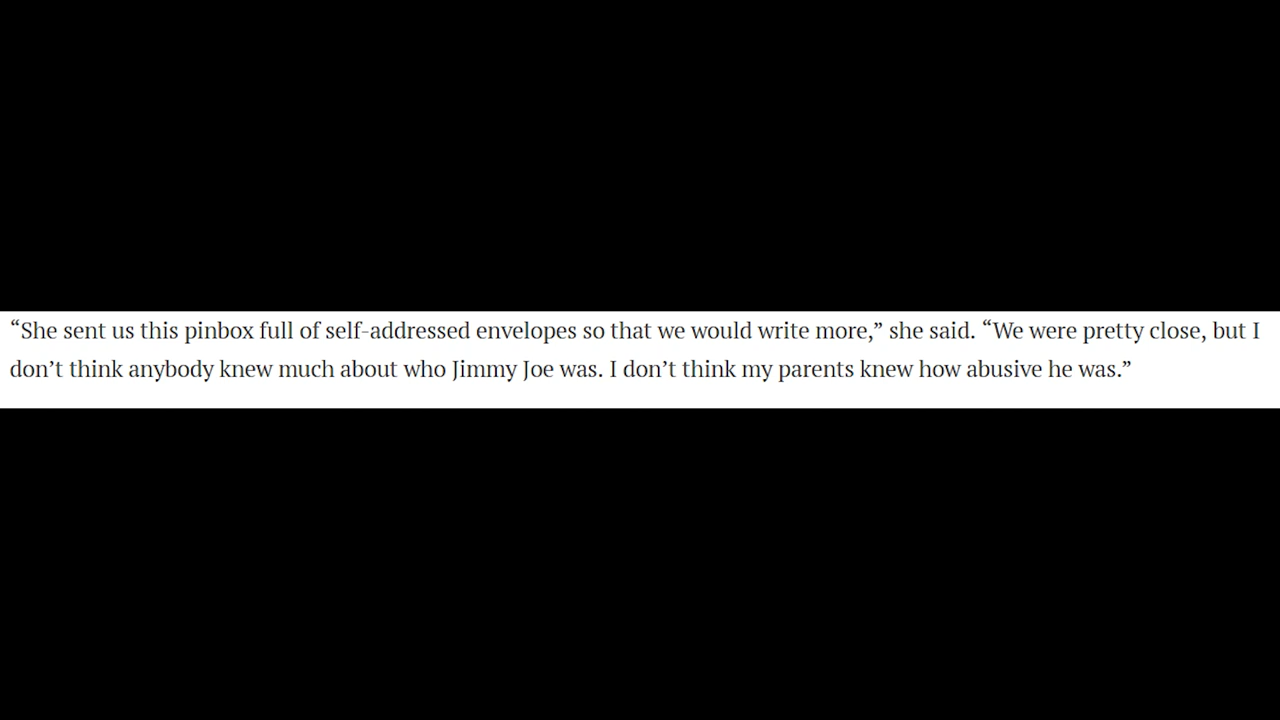 “She sent us this pinbox full of self-addressed envelopes so that we would write more,” she said. “We were pretty close, but I
don’t think anybody knew much about who Jimmy Joe was. I don’t think my parents knew how abusive he was.”